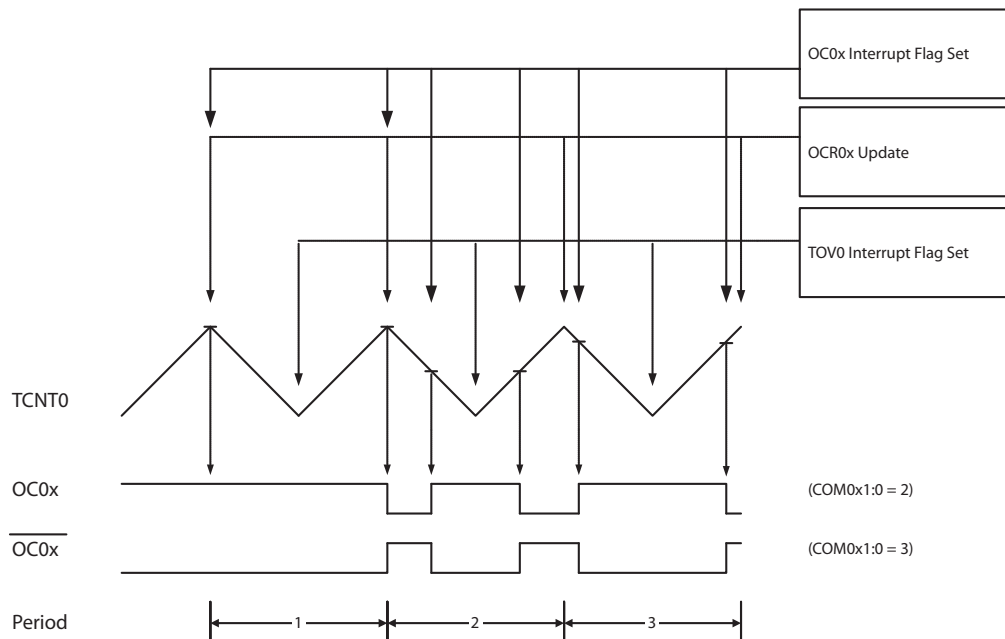 OC0x Interrupt Flag Set
OCR0x Update
TOV0 Interrupt Flag Set
TCNT0
OC0x
(COM0x1:0 = 2)
OC0x
(COM0x1:0 = 3)
Period
1
2
3